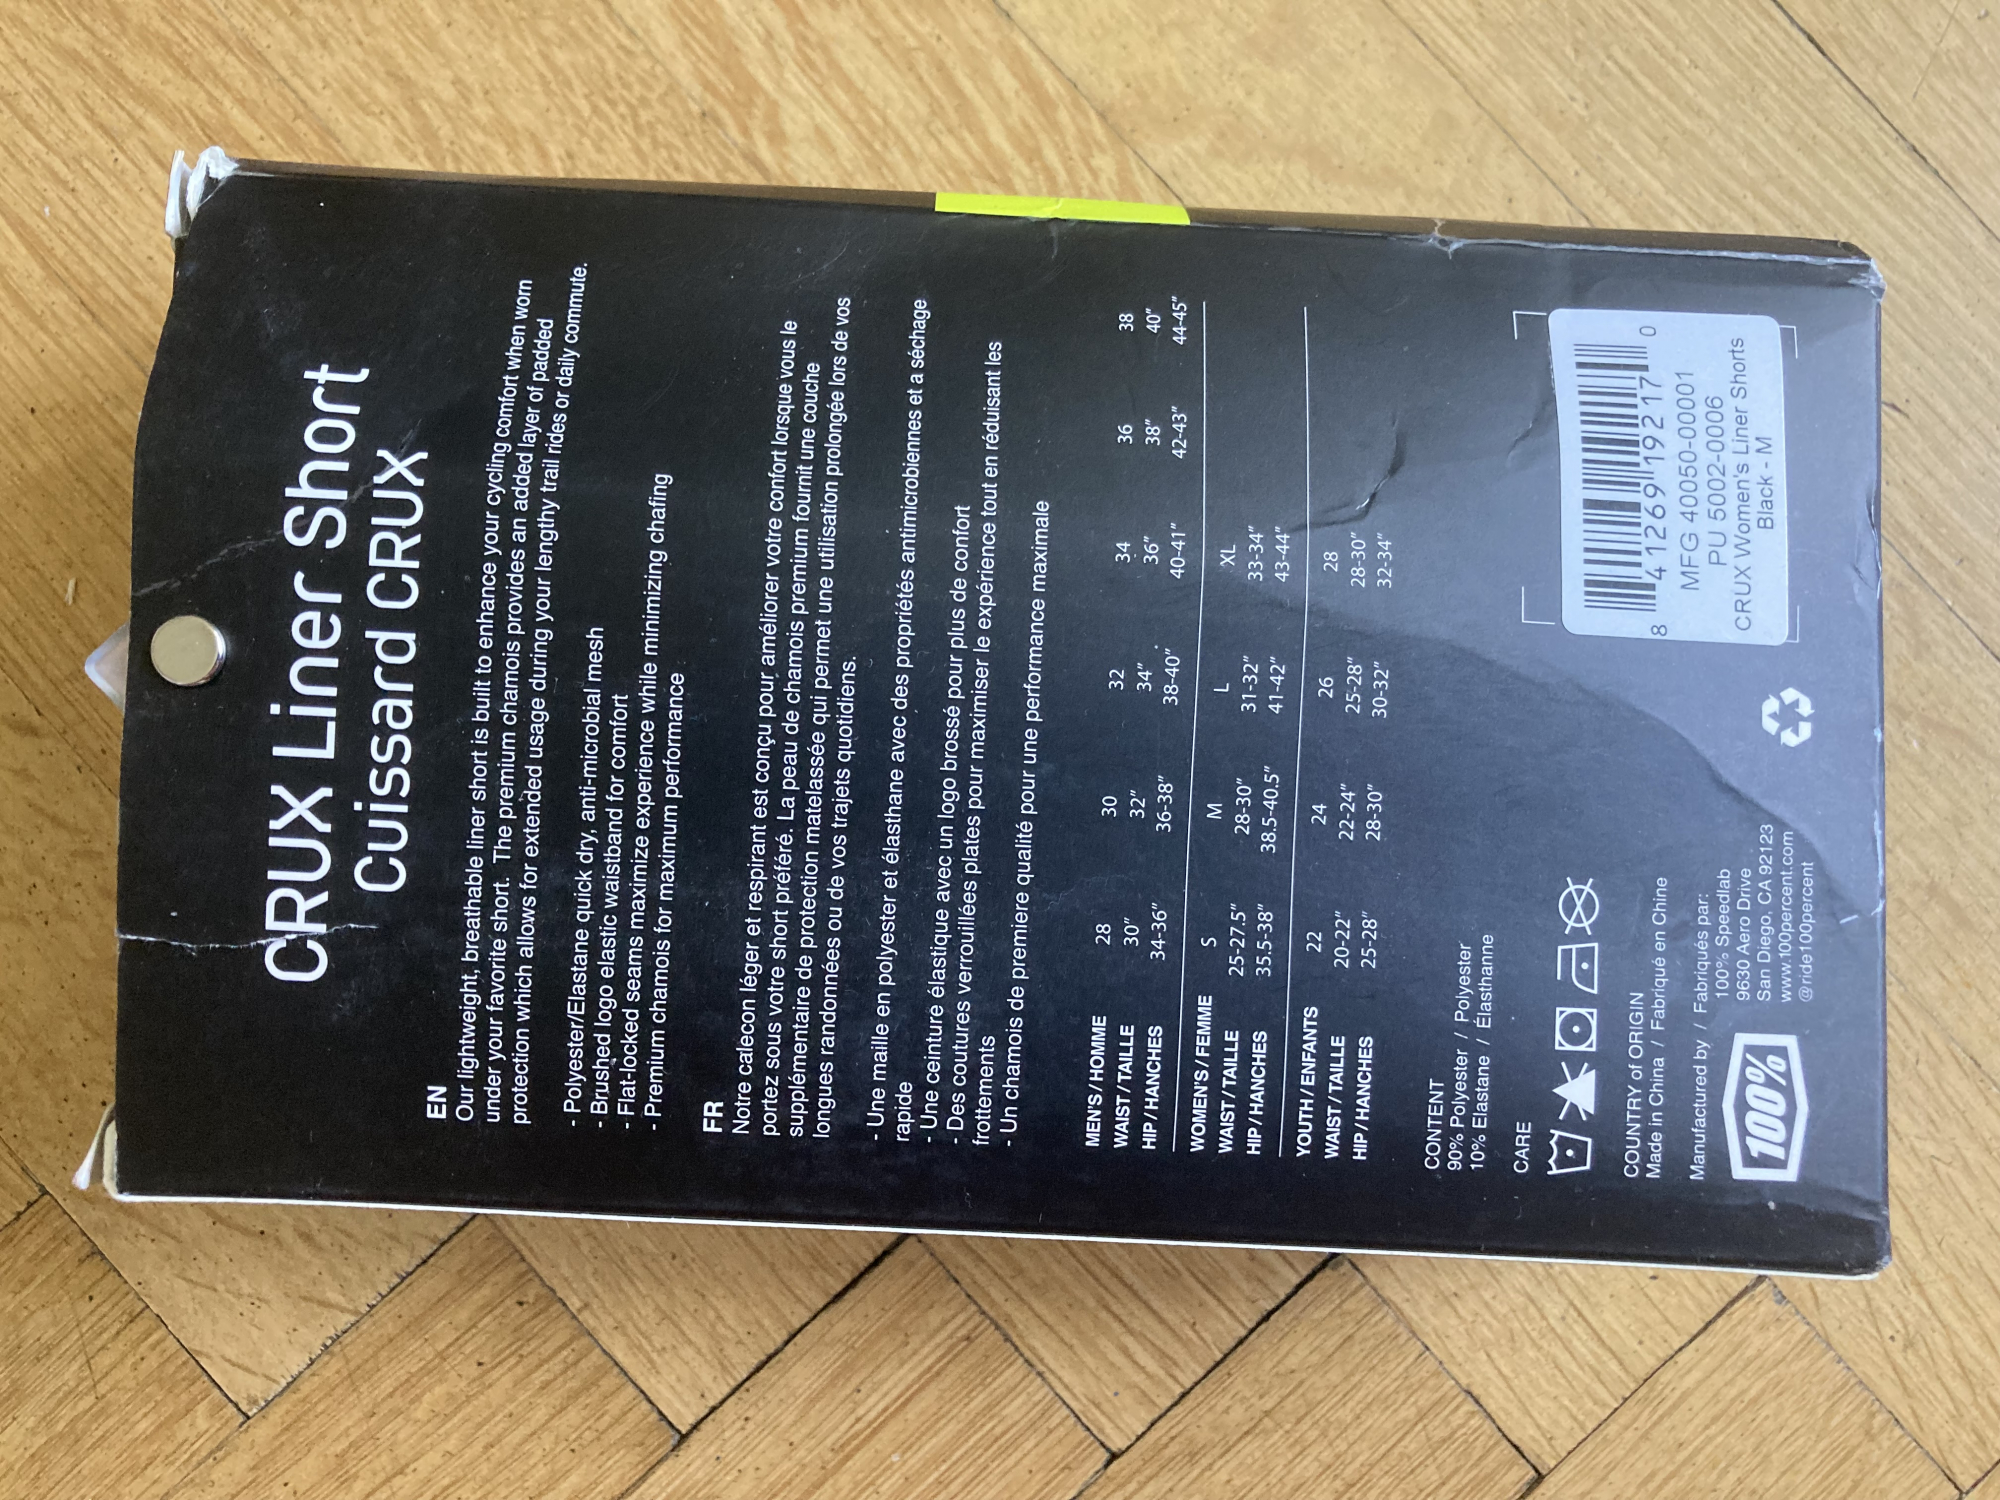 CRUX Liner Short
Cuissard CRUX
EN
Our lightweight, breathable liner short is built to enhance your cycling comfort when worn
under your favorite short. The premium chamois provides an added layer of padded
protection which allows for extended usage during your lengthy trail rides or daily commute.
- Polyester/Elastane quick dry, anti-microbial mesh
- Brushed logo elastic waistband for comfort
- Flat-locked seams maximize experience while minimizing chafing
- Premium chamois for maximum performance
FR
Notre calecon léger et respirant est conçu pour améliorer votre confort lorsque vous le
portez sous votre short préféré. La peau de chamois premium fournit une couche
supplémentaire de protection matelassée qui permet une utilisation prolongée lors de vos
longues randonnées ou de vos trajets quotidiens.
- Une maille en polyester et élasthane avec des propriétés antimicrobiennes et a séchage
rapide
- Une ceinture élastique avec un logo brossé pour plus de confort
- Des coutures verrouillées plates pour maximiser le expérience tout en réduisant les
frottements
- Un chamois de premiere qualité pour une performance maximale
MEN'S / HOMME 28 30 32 34 36 38
WAIST / TAILLE 30" 32" 34" 36" 38" 40"
HIP / HANCHES 34-36" 36-38" 38-40" 40-41" 42-43" 44-45"
WOMEN'S / FEMME S M L XL
WAIST / TAILLE 25-27.5" 28-30" 31-32" 33-34"
HIP / HANCHES 35.5-38" 38.5-40.5" 41-42" 43-44"
YOUTH / ENFANTS 22 24 26 28
WAIST / TAILLE 20-22" 22-24" 25-28" 28-30"
HIP / HANCHES 25-28" 28-30" 30-32" 32-34"
CONTENT
90% Polyester / Polyester
10% Elastane / Élasthanne
CARE
COUNTRY of ORIGIN
Made in China / Fabriqué en Chine
Manufactured by / Fabriqués par:
100% Speedlab
9630 Aero Drive
San Diego, CA 92123
www.100percent.com
@ride100percent
100%
8 41269 19217 0
MFG 40050-00001
PU 5002-0006
CRUX Women's Liner Shorts
Black - M